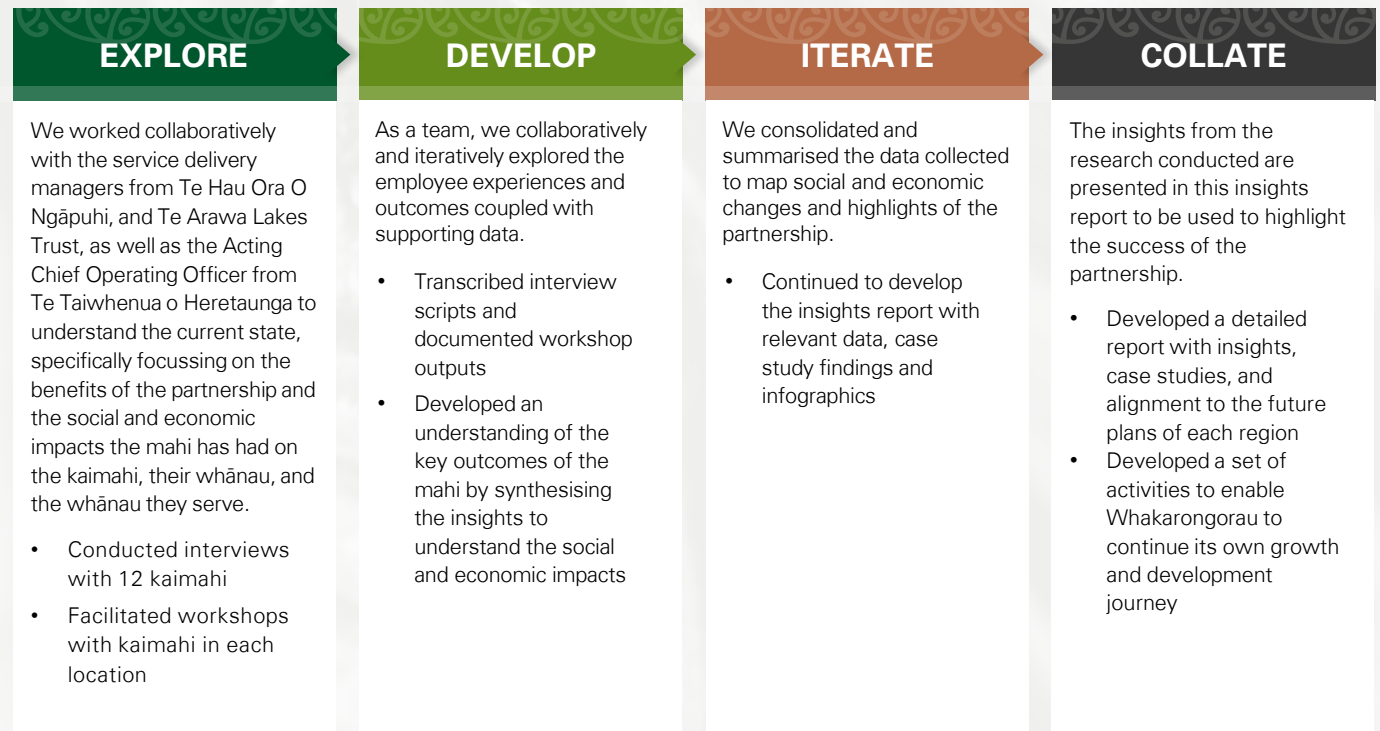 EXPLORE
We worked collaboratively
with the service delivery
managers from Te Hau Ora O
Ngāpuhi, and Te Arawa Lakes
Trust, as well as the Acting
Chief Operating Officer from
Te Taiwhenua o Heretaunga to
understand the current state,
specifically focussing on the
benefits of the partnership and
the social and economic
impacts the mahi has had on
the kaimahi, their whānau, and
the whānau they serve.
• Conducted interviews
with 12 kaimahi
• Facilitated workshops
with kaimahi in each
location
DEVELOP
As a team, we collaboratively
and iteratively explored the
employee experiences and
outcomes coupled with
supporting data.
• Transcribed interview
scripts and
documented workshop
outputs
• Developed an
understanding of the
key outcomes of the
mahi by synthesising
the insights to
understand the social
and economic impacts
ITERATE
We consolidated and
summarised the data collected
to map social and economic
changes and highlights of the
partnership.
• Continued to develop
the insights report with
relevant data, case
study findings and
infographics
COLLATE
The insights from the
research conducted are
presented in this insights
report to be used to highlight
the success of the
partnership.
• Developed a detailed
report with insights,
case studies, and
alignment to the future
plans of each region
• Developed a set of
activities to enable
Whakarongorau to
continue its own growth
and development
journey